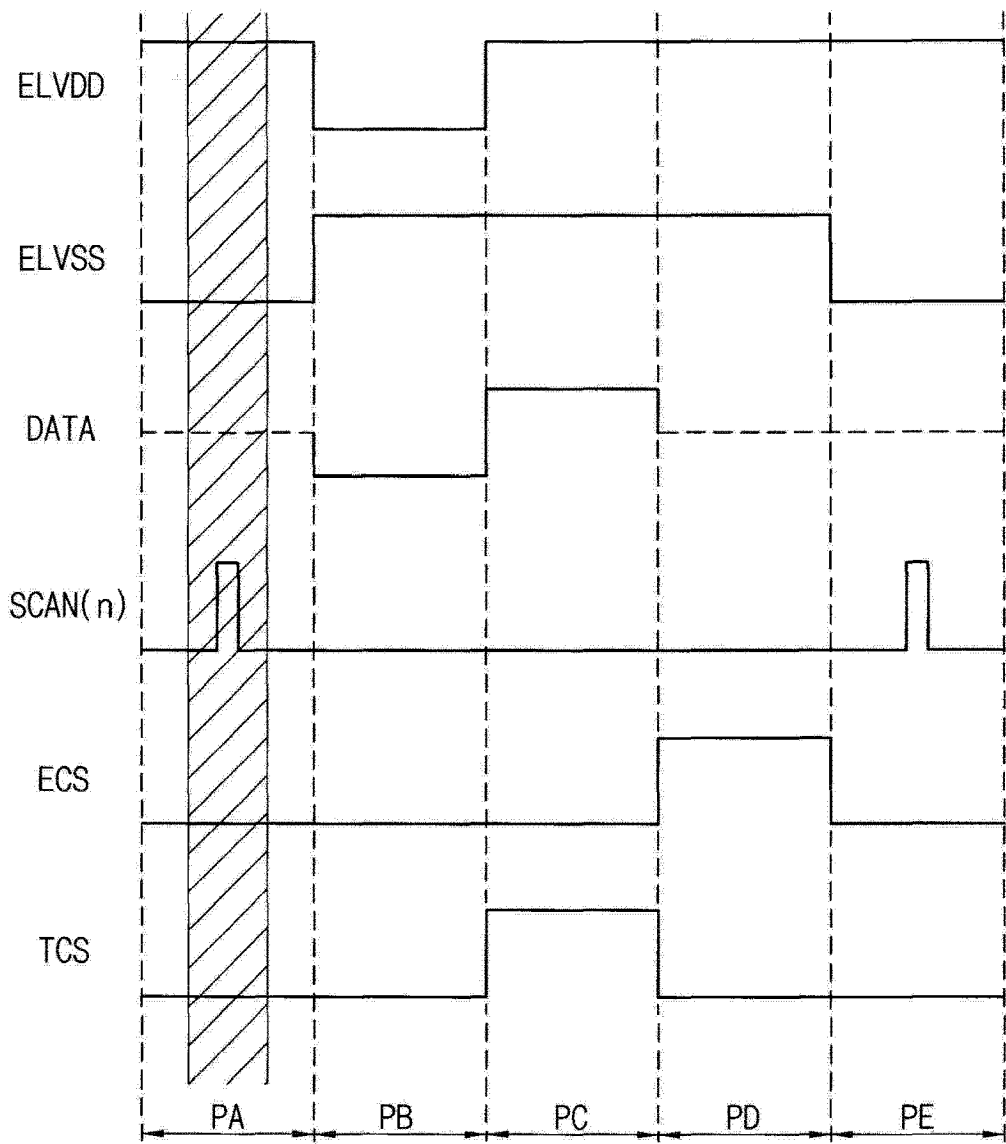 ELVDD
ELVSS
DATA
SCAN(n)
ECS
TCS
PA PB PC PD PE